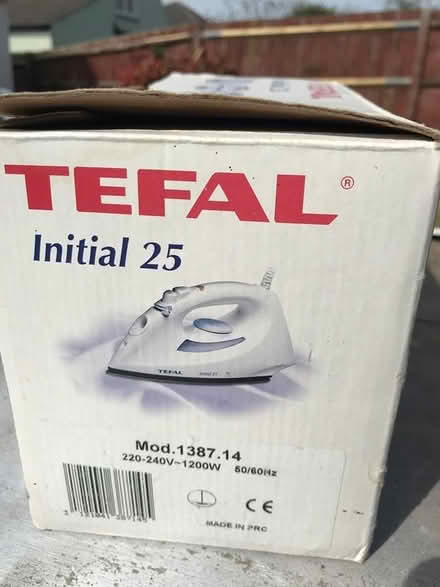 TEFAL®
Initial 25
TEFAL
Mod.1387.14
220-240V~1200W 50/60Hz
CE
MADE IN PRC